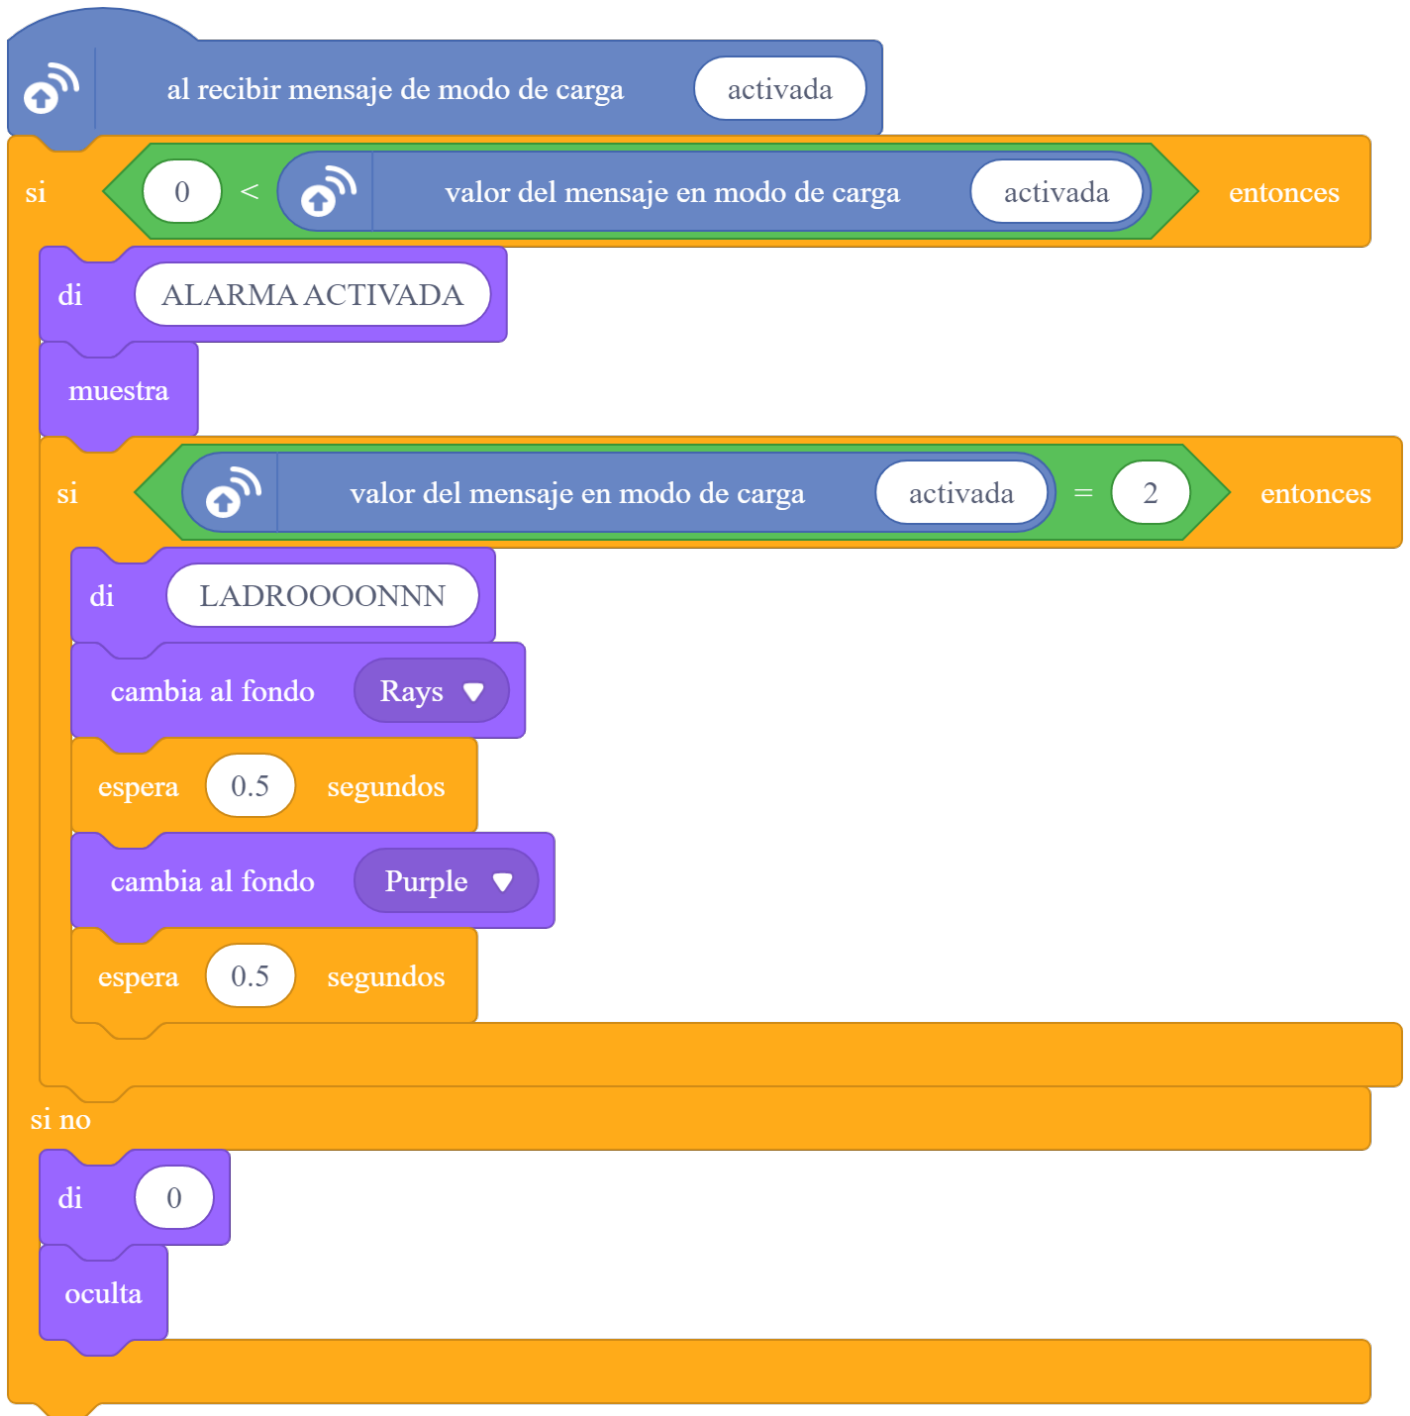 al recibir mensaje de modo de carga activada
si 0 < valor del mensaje en modo de carga activada entonces
di ALARMA ACTIVADA
muestra
si valor del mensaje en modo de carga activada = 2 entonces
di LADROOOONNN
cambia al fondo Rays
espera 0.5 segundos
cambia al fondo Purple
espera 0.5 segundos
si no
di 0
oculta